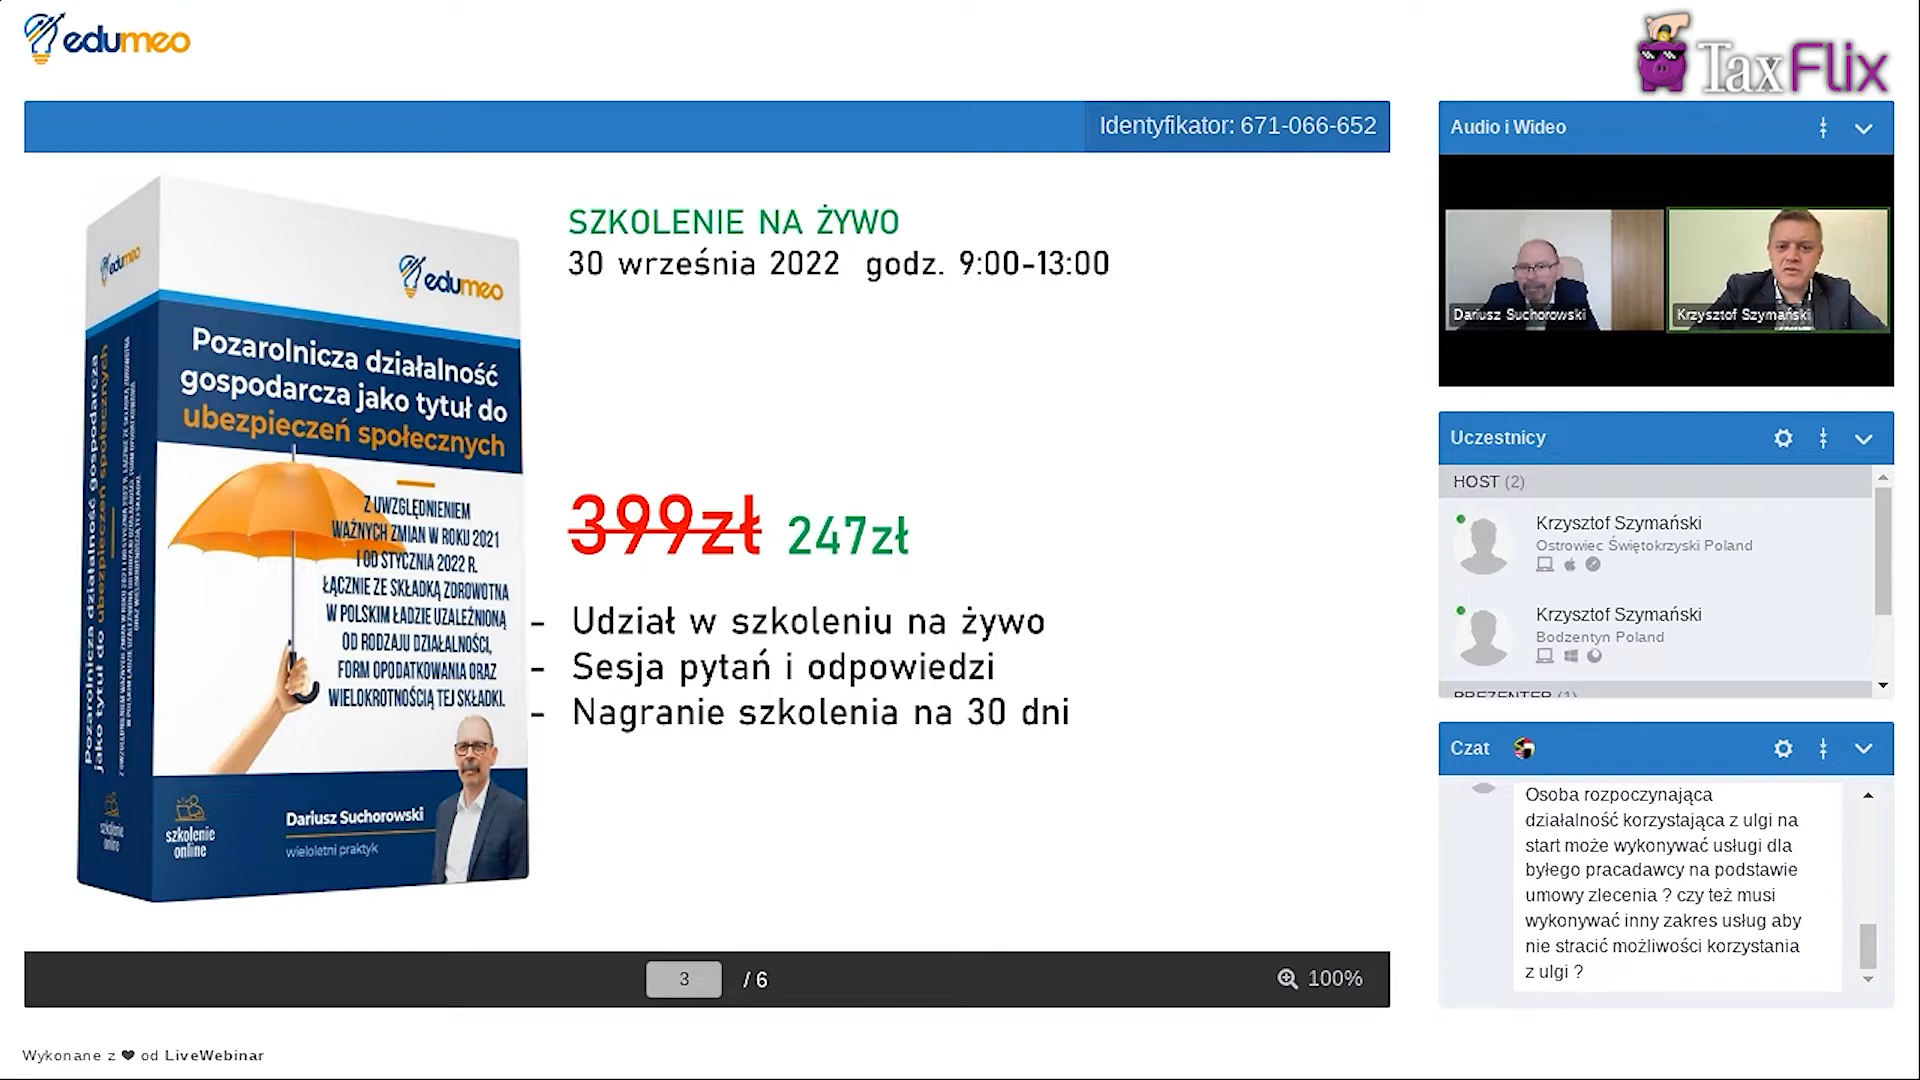 edumeo
TaxFlix
Identyfikator: 671-066-652
SZKOLENIE NA ŻYWO
30 września 2022 godz. 9:00-13:00
edumeo
edumeo
Pozarolnicza działalność
gospodarcza jako tytuł do
ubezpieczeń społecznych
Pozarolnicza działalność gospodarcza
jako tytuł do ubezpieczeń społecznych
Z UWZGLĘDNIENIEM
WAŻNYCH ZMIAN W ROKU 2021
I OD STYCZNIA 2022 R.
ŁĄCZNIE ZE SKŁADKĄ ZDROWOTNA
W POLSKIM ŁADZIE UZALEŻNIONĄ
OD RODZAJU DZIAŁALNOŚCI,
FORM OPODATKOWANIA ORAZ
WIELOKROTNOŚCIĄ TEJ SKŁADKI.
szkolenie
online
szkolenie
online
Dariusz Suchorowski
wieloletni praktyk
399zł 247zł
- Udział w szkoleniu na żywo
- Sesja pytań i odpowiedzi
- Nagranie szkolenia na 30 dni
3 / 6
100%
Audio i Wideo
Dariusz Suchorowski
Krzysztof Szymański
Uczestnicy
HOST (2)
Krzysztof Szymański
Ostrowiec Świętokrzyski Poland
Krzysztof Szymański
Bodzentyn Poland
PREZENTER (1)
Czat
Osoba rozpoczynająca
działalność korzystająca z ulgi na
start może wykonywać usługi dla
byłego pracadawcy na podstawie
umowy zlecenia ? czy też musi
wykonywać inny zakres usług aby
nie stracić możliwości korzystania
z ulgi ?
Wykonane z ❤ od LiveWebinar